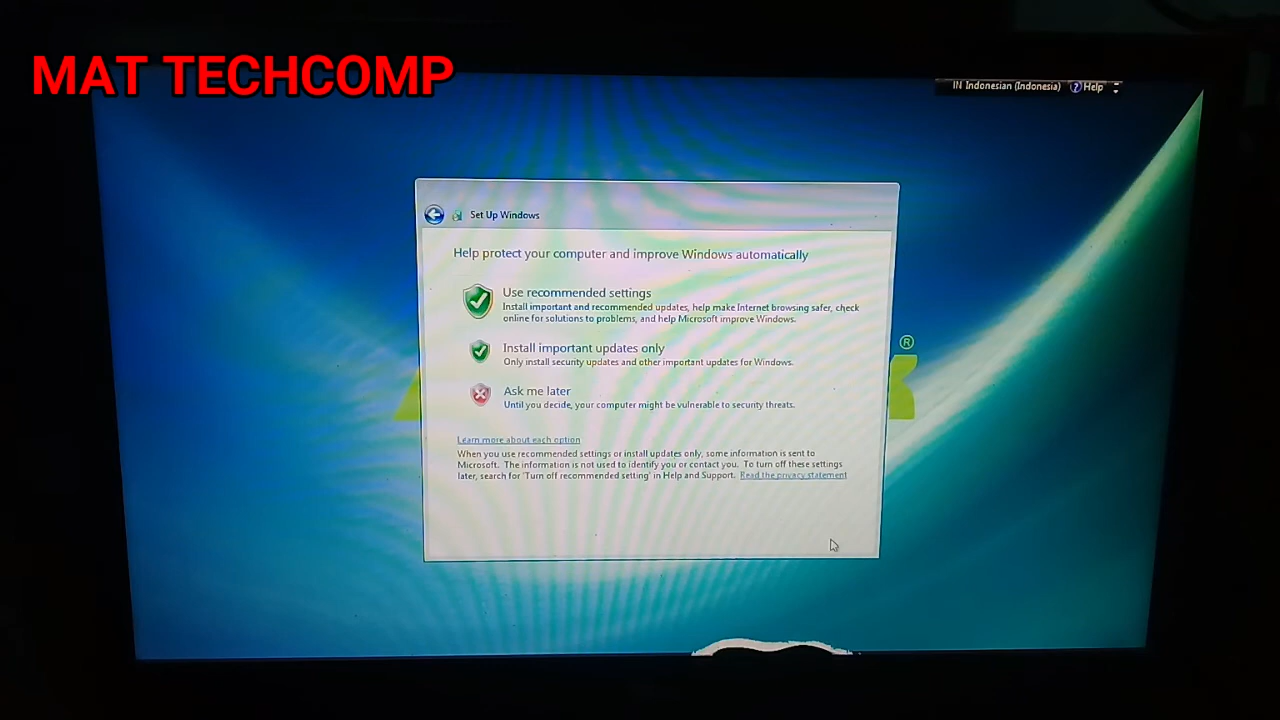 MAT TECHCOMP
IN Indonesian (Indonesia) Help
Set Up Windows
Help protect your computer and improve Windows automatically
Use recommended settings
Install important and recommended updates, help make Internet browsing safer, check
online for solutions to problems, and help Microsoft improve Windows.
Install important updates only
Only install security updates and other important updates for Windows.
Ask me later
Until you decide, your computer might be vulnerable to security threats.
Learn more about each option
When you use recommended settings or install updates only, some information is sent to
Microsoft. The information is not used to identify you or contact you. To turn off these settings
later, search for 'Turn off recommended setting' in Help and Support. Read the privacy statement
®